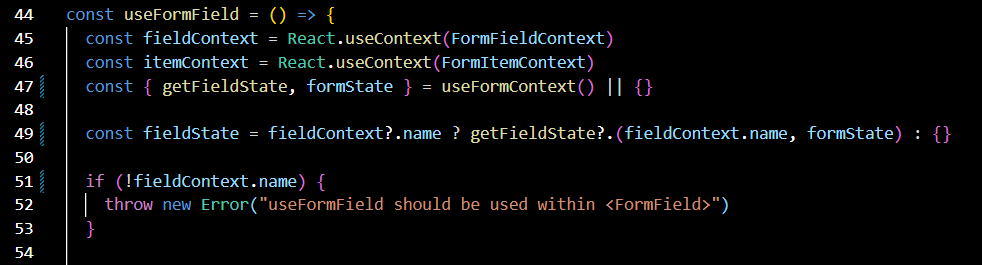 44 const useFormField = () => {
45 const fieldContext = React.useContext(FormFieldContext)
46 const itemContext = React.useContext(FormItemContext)
47 const { getFieldState, formState } = useFormContext() || {}
48
49 const fieldState = fieldContext?.name ? getFieldState?.(fieldContext.name, formState) : {}
50
51 if (!fieldContext.name) {
52 throw new Error("useFormField should be used within <FormField>")
53 }
54